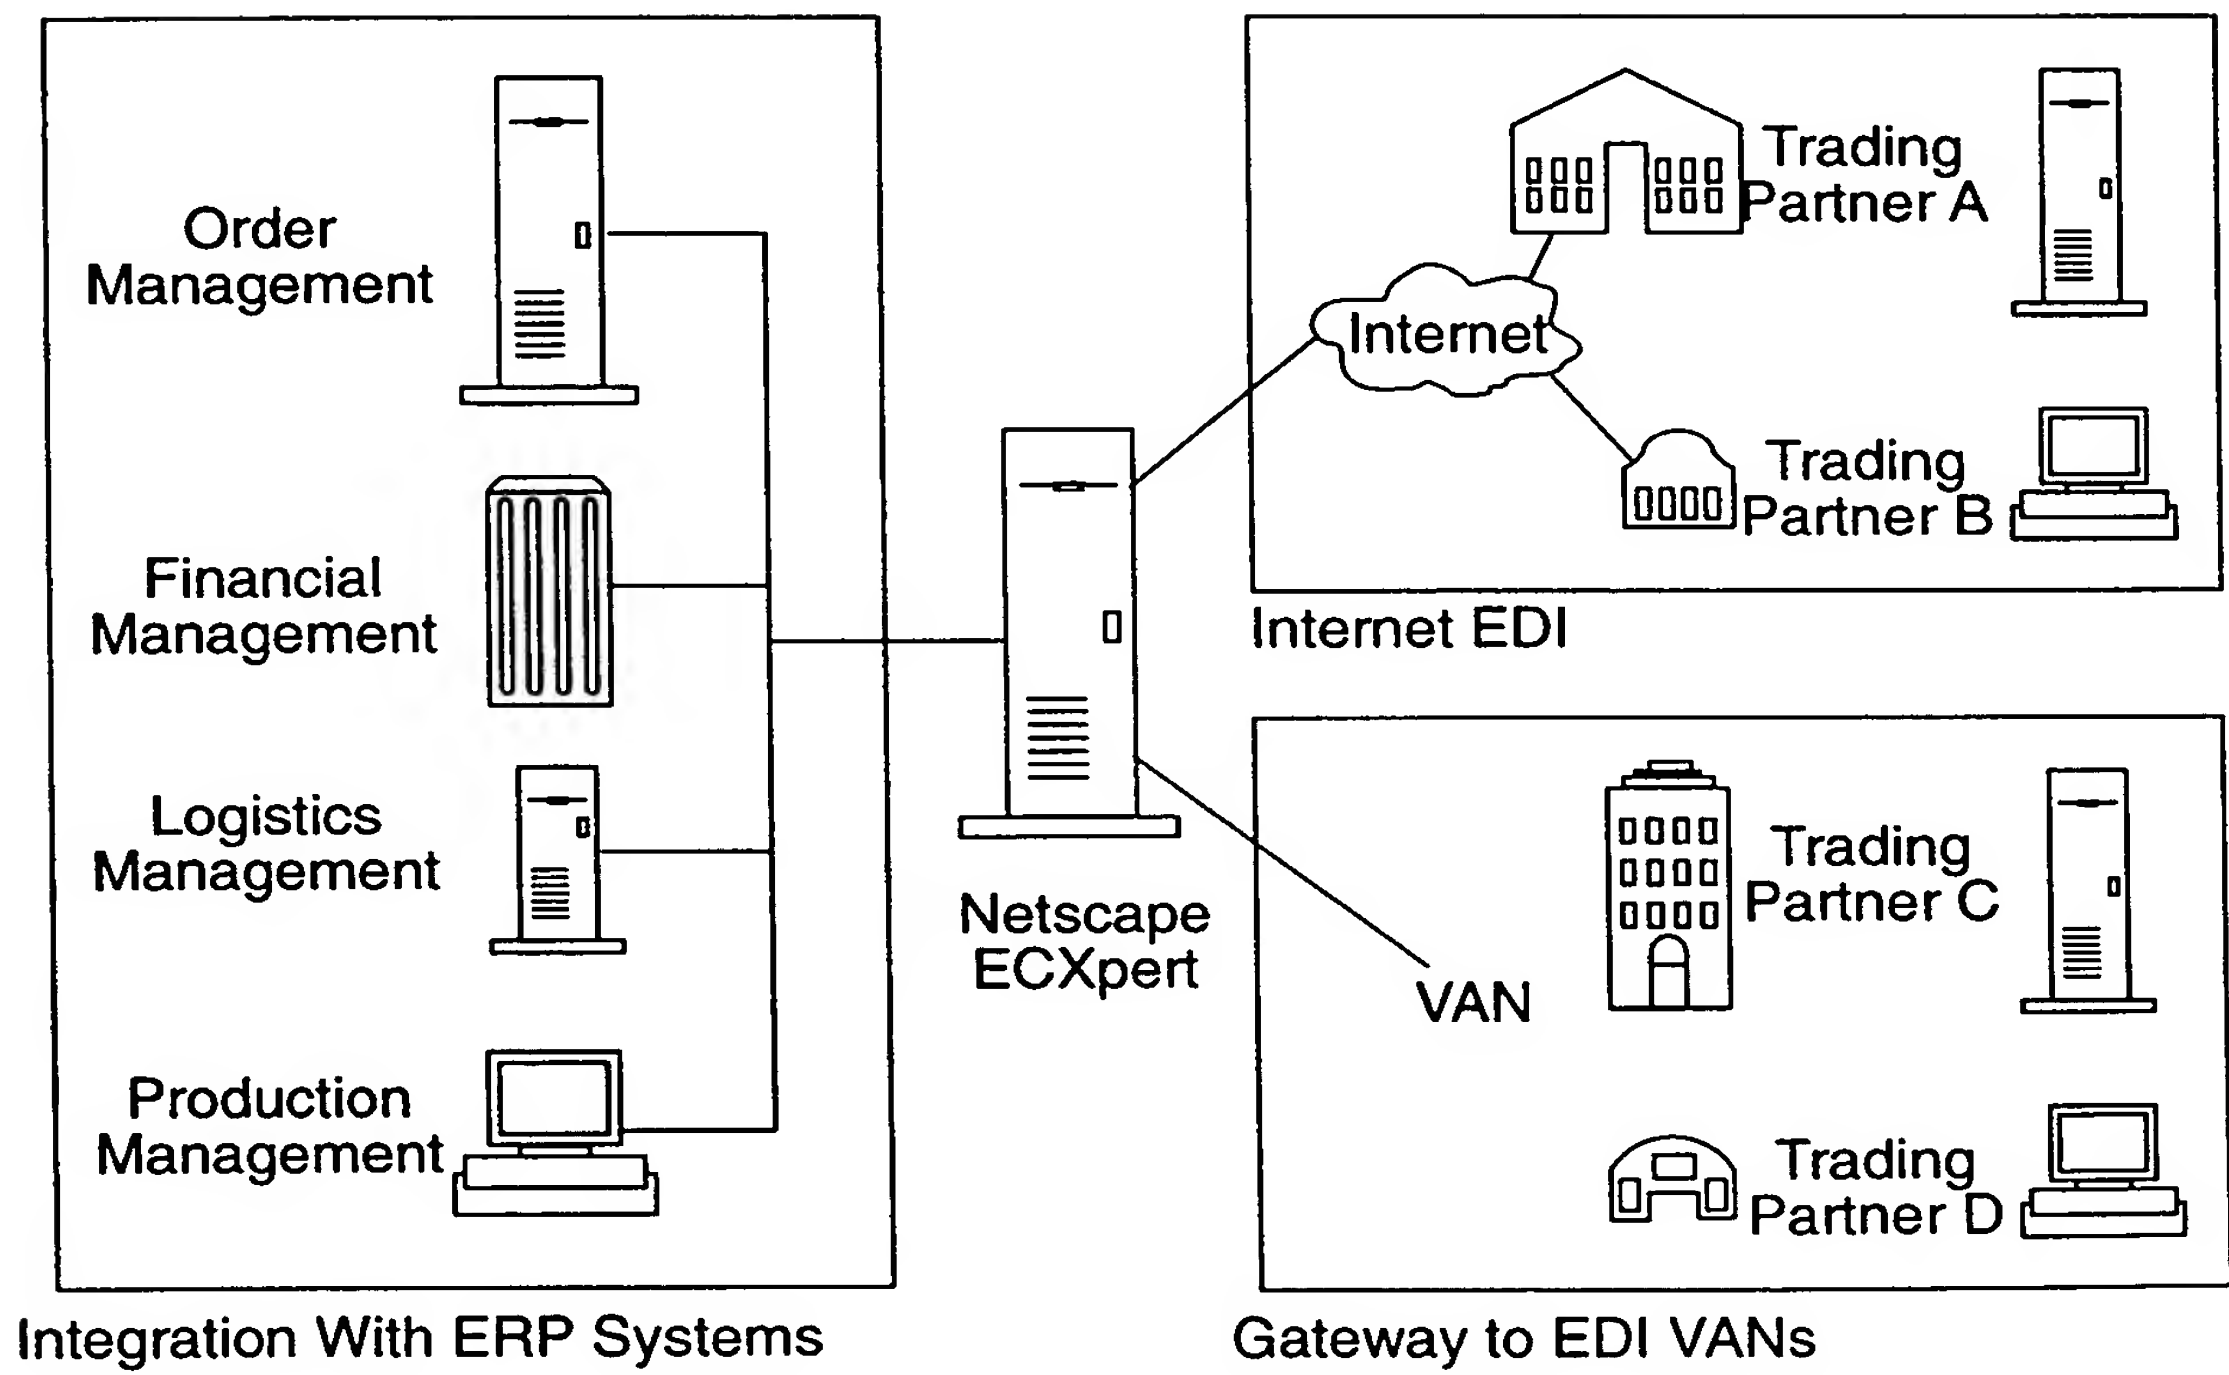 Order
Management
Financial
Management
Logistics
Management
Production
Management
Integration With ERP Systems
Netscape
ECXpert
Trading
Partner A
Internet
Trading
Partner B
Internet EDI
Trading
Partner C
VAN
Trading
Partner D
Gateway to EDI VANs